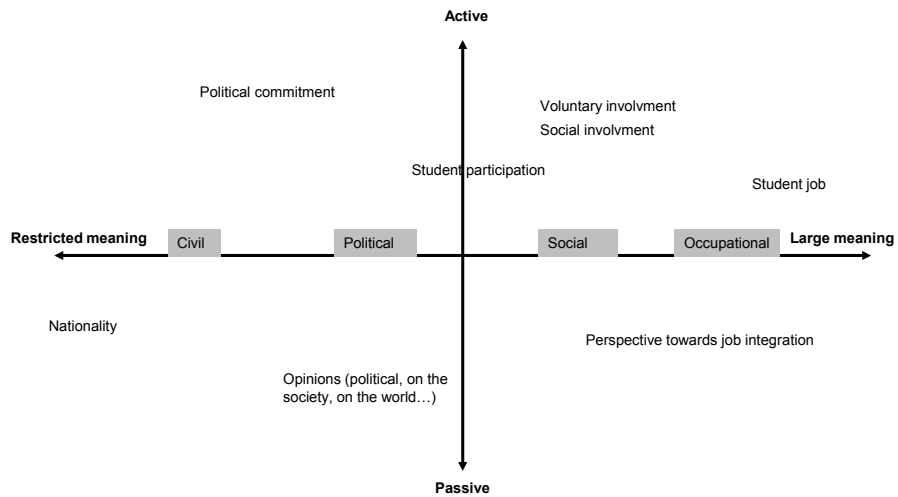 Active
Political commitment
Voluntary involvment
Social involvment
Student participation
Student job
Restricted meaning
Civil
Political
Social
Occupational
Large meaning
Nationality
Perspective towards job integration
Opinions (political, on the
society, on the world…)
Passive